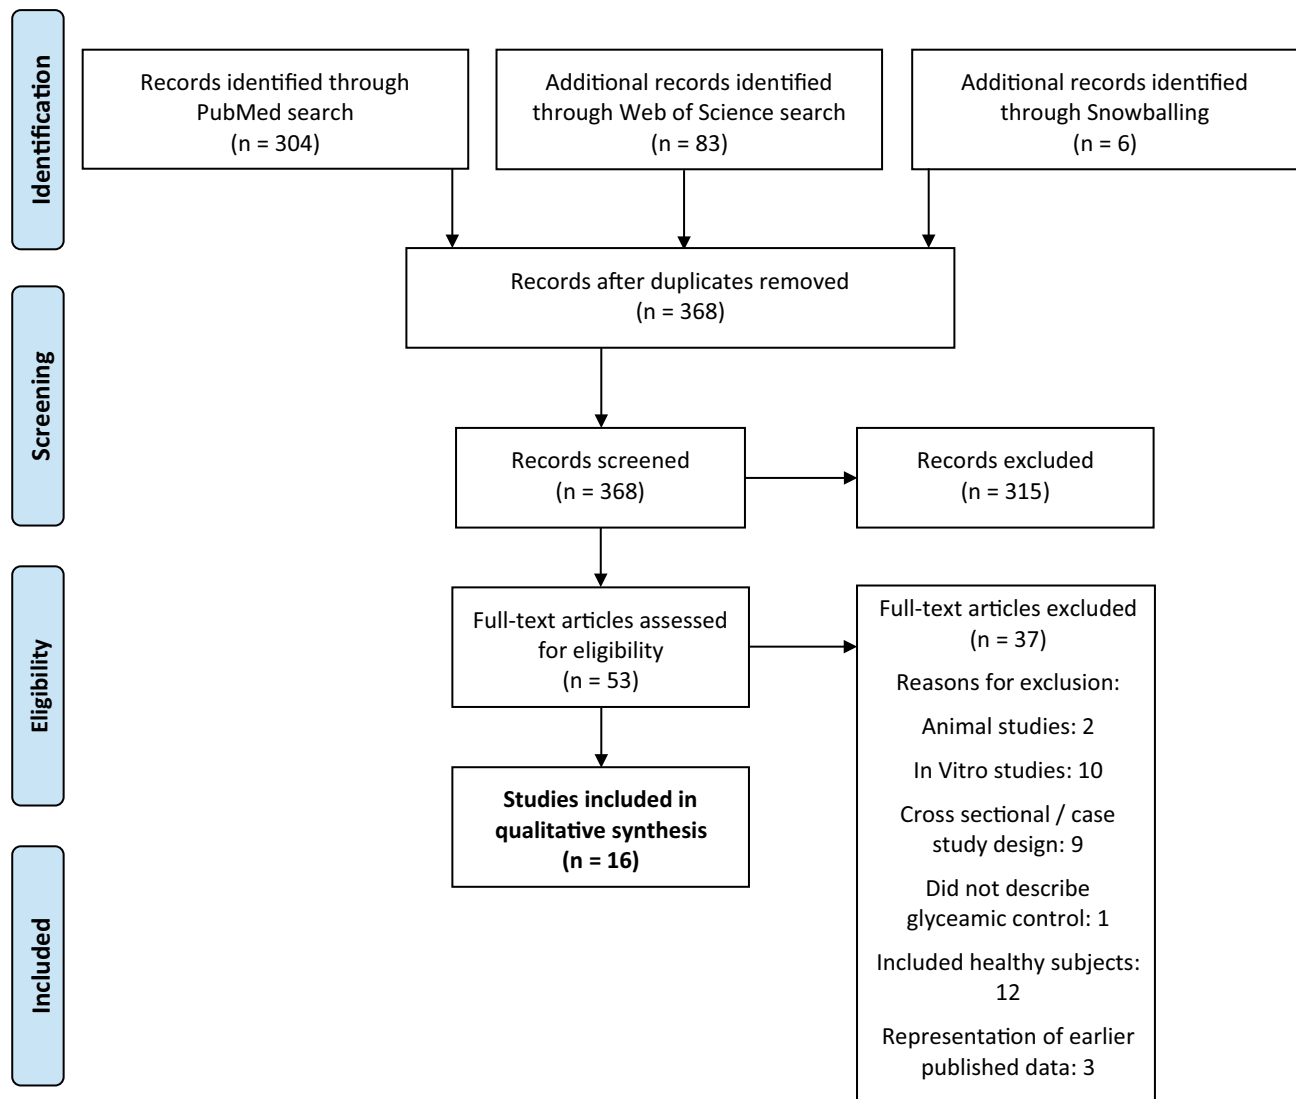 Identification
Records identified through
PubMed search
(n = 304)
Additional records identified
through Web of Science search
(n = 83)
Additional records identified
through Snowballing
(n = 6)
Records after duplicates removed
(n = 368)
Screening
Records screened
(n = 368)
Records excluded
(n = 315)
Eligibility
Full-text articles assessed
for eligibility
(n = 53)
Full-text articles excluded
(n = 37)
Reasons for exclusion:
Animal studies: 2
In Vitro studies: 10
Cross sectional / case
study design: 9
Did not describe
glyceamic control: 1
Included healthy subjects:
12
Representation of earlier
published data: 3
Included
Studies included in
qualitative synthesis
(n = 16)